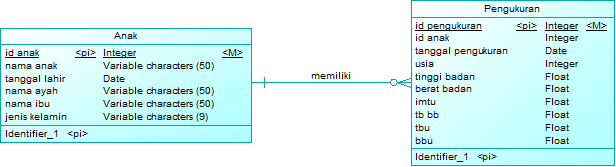 Anak
id anak <pi> Integer <M>
nama anak Variable characters (50)
tanggal lahir Date
nama ayah Variable characters (50)
nama ibu Variable characters (50)
jenis kelamin Variable characters (9)
Identifier_1 <pi>
memiliki
Pengukuran
id pengukuran <pi> Integer <M>
id anak Integer
tanggal pengukuran Date
usia Integer
tinggi badan Float
berat badan Float
imtu Float
tb bb Float
tbu Float
bbu Float
Identifier_1 <pi>